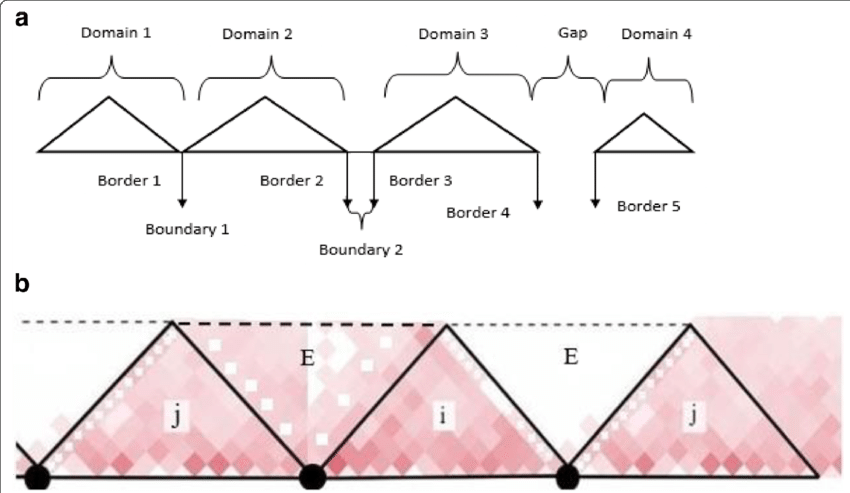 a
Domain 1 Domain 2 Domain 3 Gap Domain 4
Border 1 Border 2 Border 3
Border 4 Border 5
Boundary 1
Boundary 2
b
E E
j i j